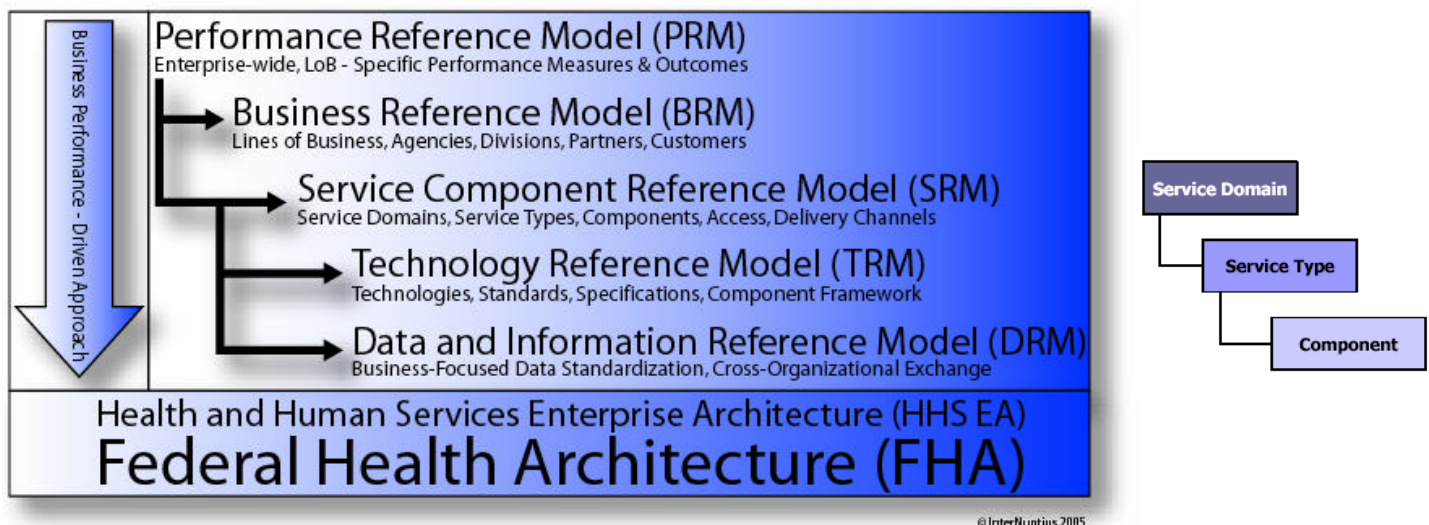 Business Performance - Driven Approach
Performance Reference Model (PRM)
Enterprise-wide, LoB - Specific Performance Measures & Outcomes
Business Reference Model (BRM)
Lines of Business, Agencies, Divisions, Partners, Customers
Service Component Reference Model (SRM)
Service Domains, Service Types, Components, Access, Delivery Channels
Technology Reference Model (TRM)
Technologies, Standards, Specifications, Component Framework
Data and Information Reference Model (DRM)
Business-Focused Data Standardization, Cross-Organizational Exchange
Health and Human Services Enterprise Architecture (HHS EA)
Federal Health Architecture (FHA)
©InterNuntius 2005
Service Domain
Service Type
Component